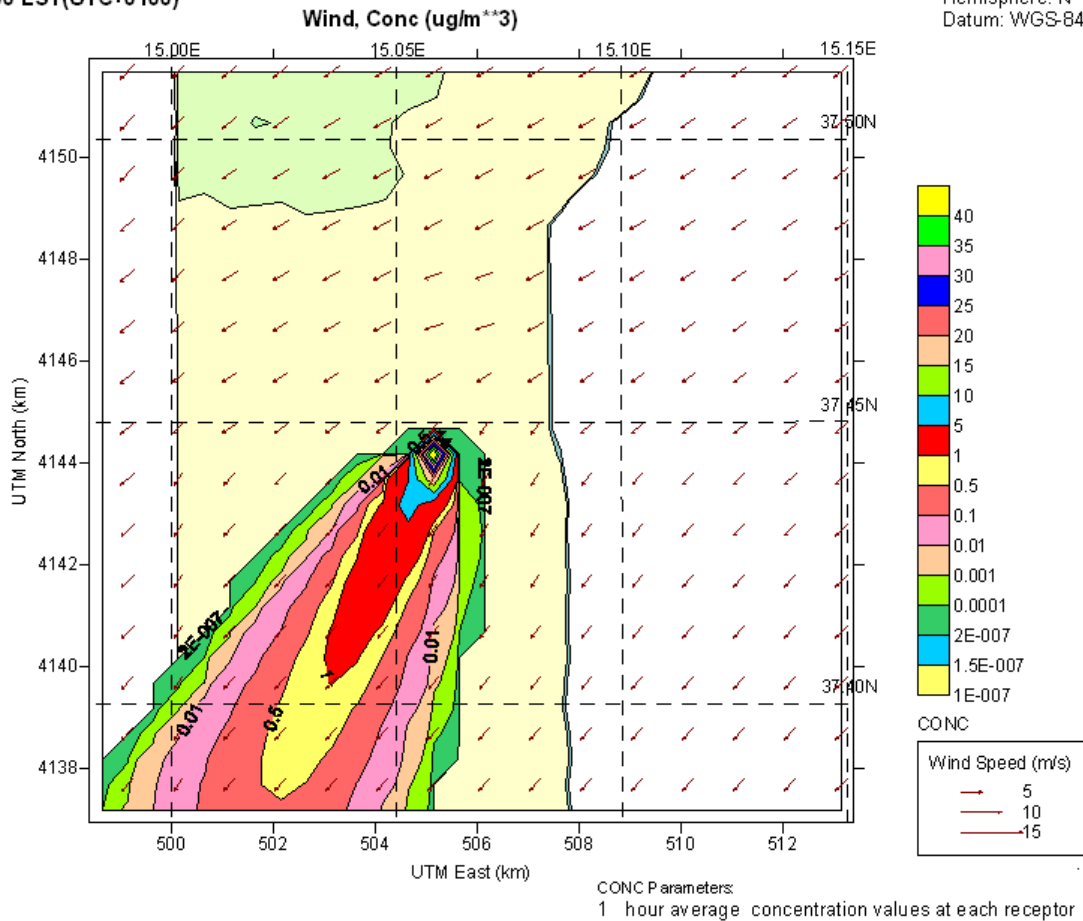 Wind, Conc (ug/m**3)
Datum: WGS-84
15.00E 15.05E 15.10E 15.15E
37.50N
4150
4148
4146
37.45N
4144
4142
4140
37.40N
4138
UTM North (km)
500 502 504 506 508 510 512
UTM East (km)
0.5
0.01
2E-007
2E-007
0.01
1
0.5
0.01
40
35
30
25
20
15
10
5
1
0.5
0.1
0.01
0.001
0.0001
2E-007
1.5E-007
1E-007
CONC
Wind Speed (m/s)
5
10
15
CONC Parameters:
1 hour average concentration values at each receptor